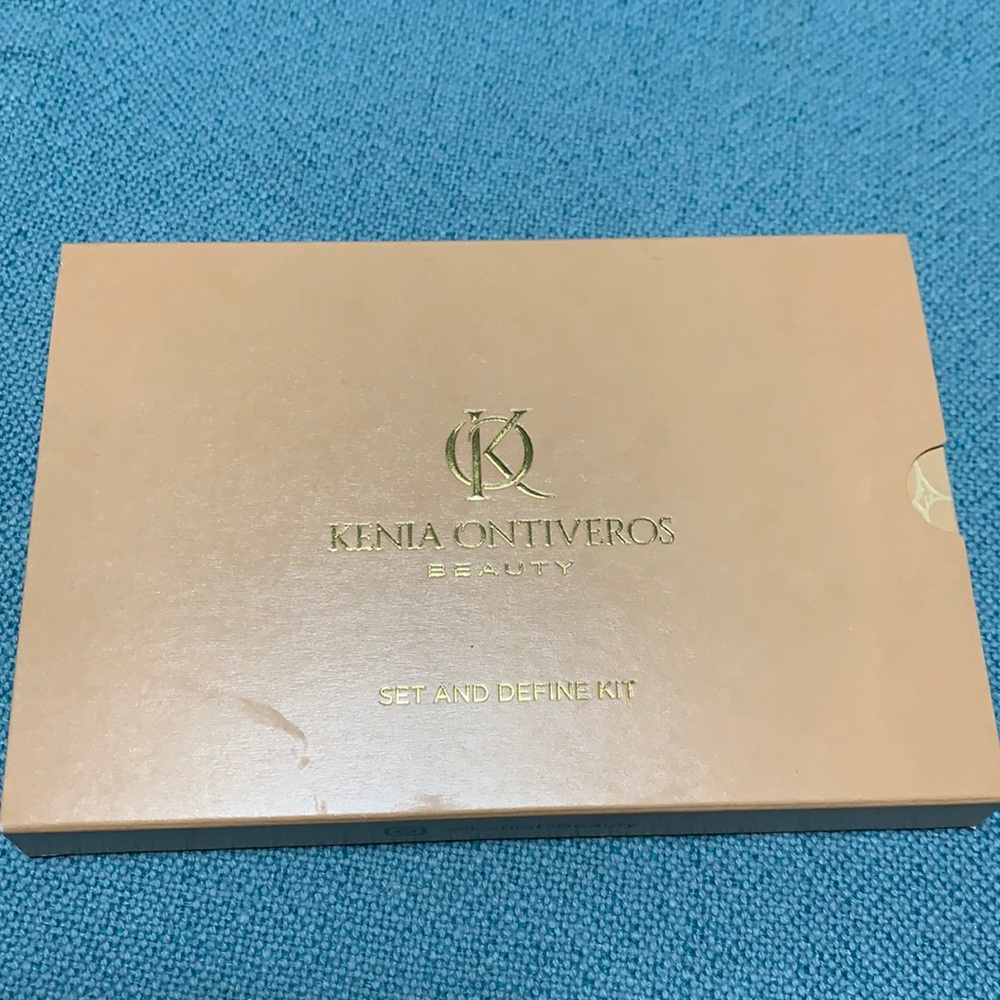 KO
KENIA ONTIVEROS
BEAUTY
SET AND DEFINE KIT